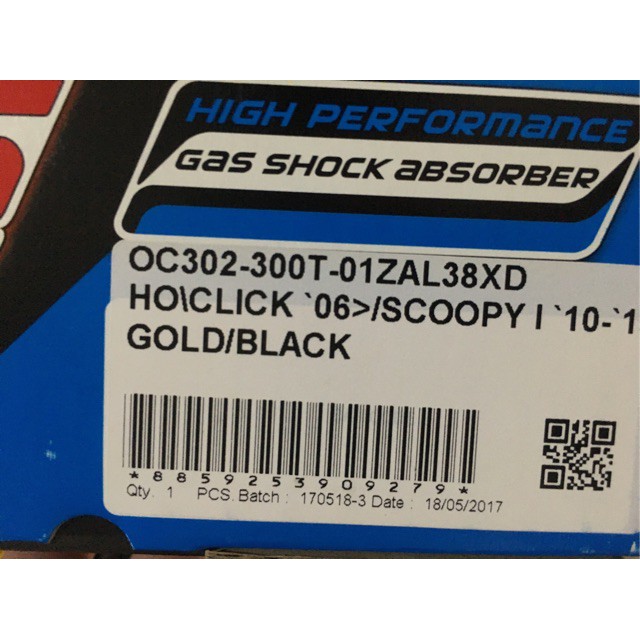 HIGH PERFORMANCE
GAS SHOCK ABSORBER
OC302-300T-01ZAL38XD
HO\CLICK `06>/SCOOPY I `10-`1
GOLD/BLACK
*8859253909279*
Qty. 1 PCS. Batch : 170518-3 Date : 18/05/2017